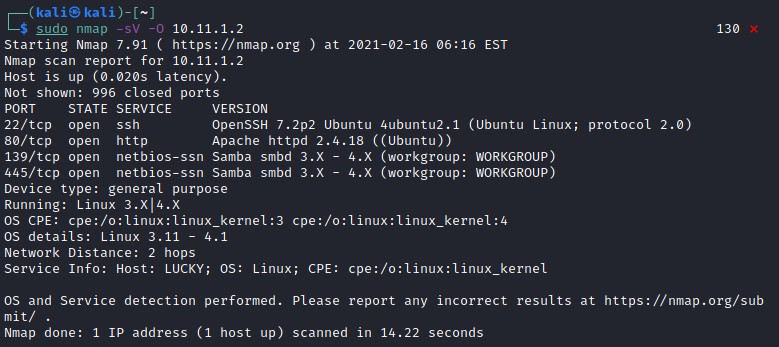 ┌──(kali㉿kali)-[~]
└─$ sudo nmap -sV -O 10.11.1.2 130 ⨯
Starting Nmap 7.91 ( https://nmap.org ) at 2021-02-16 06:16 EST
Nmap scan report for 10.11.1.2
Host is up (0.020s latency).
Not shown: 996 closed ports
PORT    STATE SERVICE     VERSION
22/tcp  open  ssh         OpenSSH 7.2p2 Ubuntu 4ubuntu2.1 (Ubuntu Linux; protocol 2.0)
80/tcp  open  http        Apache httpd 2.4.18 ((Ubuntu))
139/tcp open  netbios-ssn Samba smbd 3.X - 4.X (workgroup: WORKGROUP)
445/tcp open  netbios-ssn Samba smbd 3.X - 4.X (workgroup: WORKGROUP)
Device type: general purpose
Running: Linux 3.X|4.X
OS CPE: cpe:/o:linux:linux_kernel:3 cpe:/o:linux:linux_kernel:4
OS details: Linux 3.11 - 4.1
Network Distance: 2 hops
Service Info: Host: LUCKY; OS: Linux; CPE: cpe:/o:linux:linux_kernel

OS and Service detection performed. Please report any incorrect results at https://nmap.org/sub
mit/ .
Nmap done: 1 IP address (1 host up) scanned in 14.22 seconds